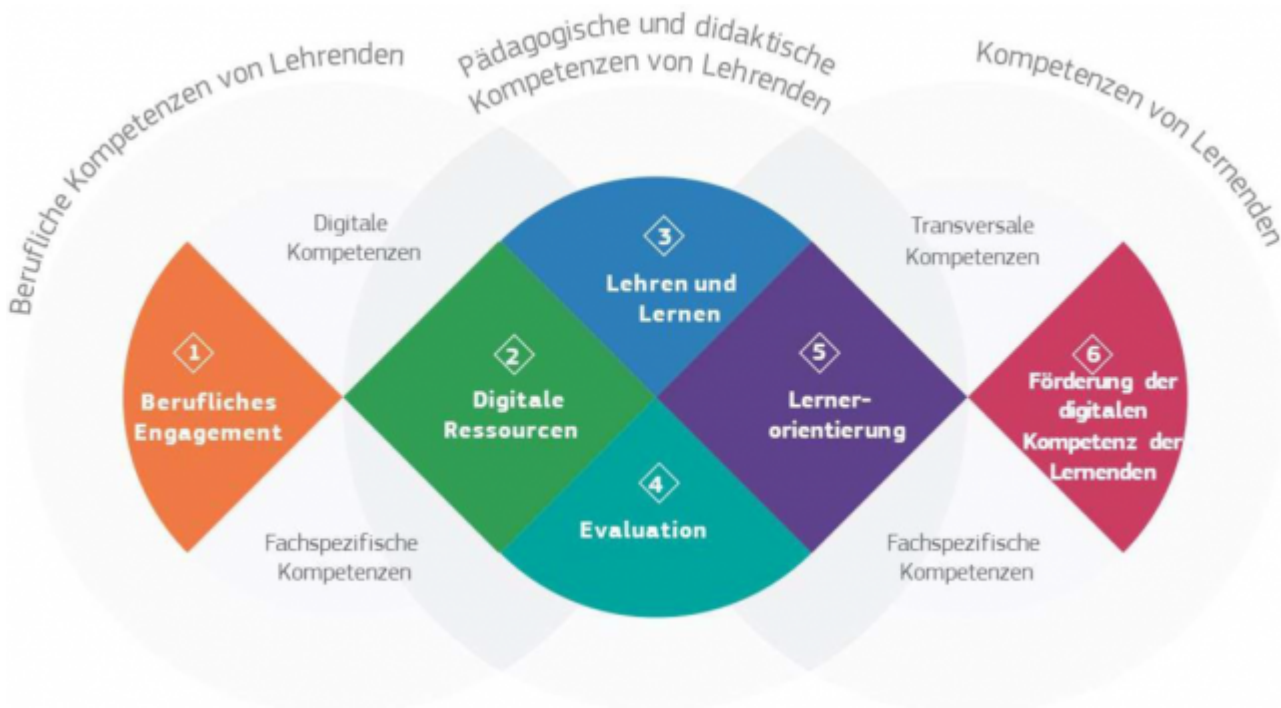 Berufliche Kompetenzen von Lehrenden
Pädagogische und didaktische
Kompetenzen von Lehrenden
Kompetenzen von Lernenden
Digitale
Kompetenzen
Transversale
Kompetenzen
1
Berufliches
Engagement
2
Digitale
Ressourcen
3
Lehren und
Lernen
4
Evaluation
5
Lerner-
orientierung
6
Förderung der
digitalen
Kompetenz der
Lernenden
Fachspezifische
Kompetenzen
Fachspezifische
Kompetenzen